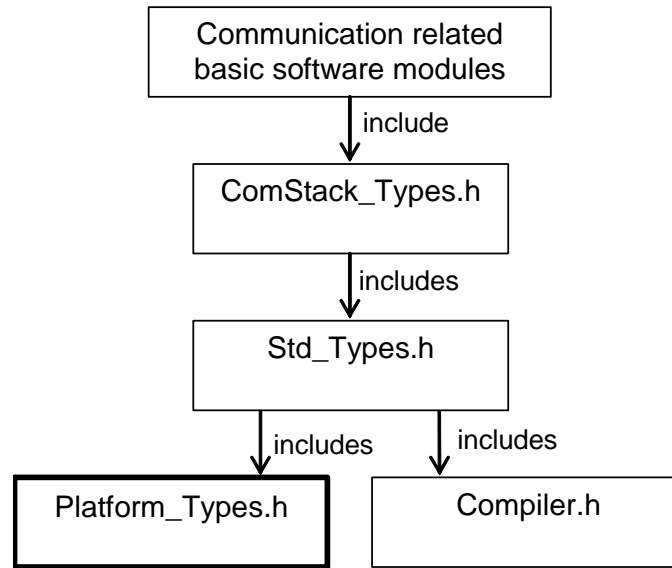 Communication related
basic software modules
include
ComStack_Types.h
includes
Std_Types.h
includes
includes
Platform_Types.h
Compiler.h